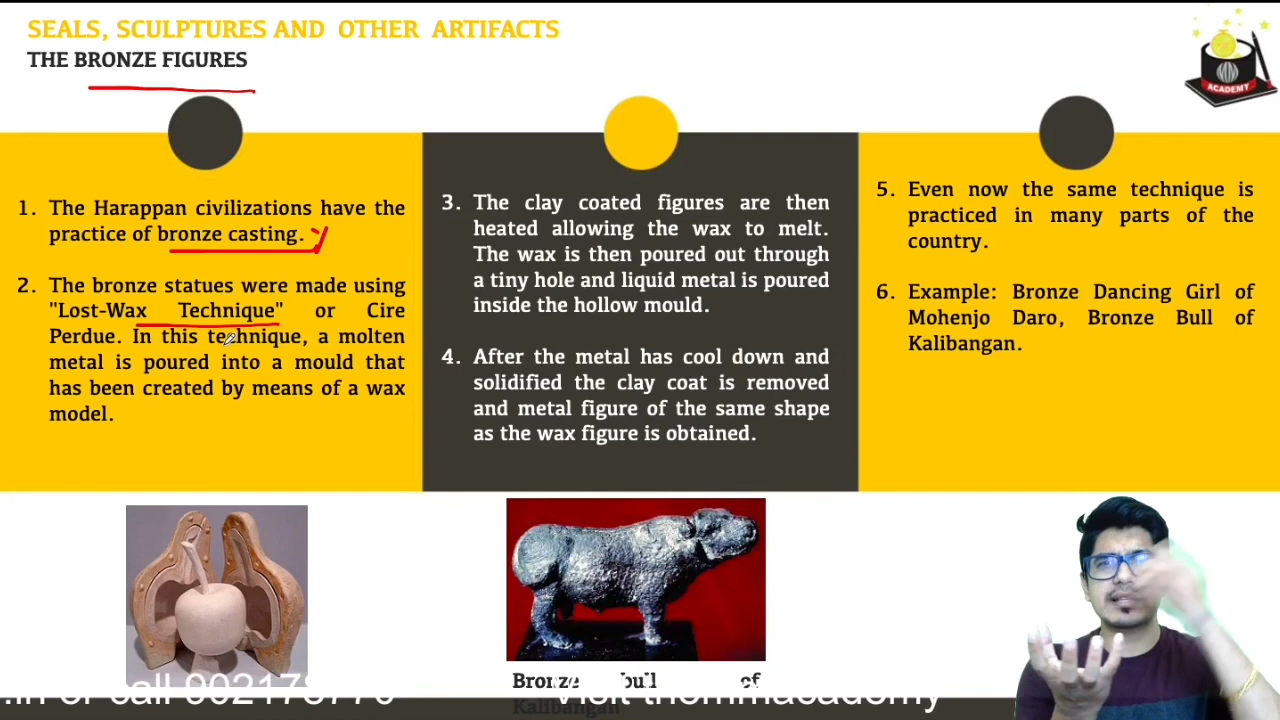 SEALS, SCULPTURES AND OTHER ARTIFACTS
THE BRONZE FIGURES
ACADEMY
1. The Harappan civilizations have the
practice of bronze casting.
2. The bronze statues were made using
"Lost-Wax Technique" or Cire
Perdue. In this technique, a molten
metal is poured into a mould that
has been created by means of a wax
model.
3. The clay coated figures are then
heated allowing the wax to melt.
The wax is then poured out through
a tiny hole and liquid metal is poured
inside the hollow mould.
4. After the metal has cool down and
solidified the clay coat is removed
and metal figure of the same shape
as the wax figure is obtained.
5. Even now the same technique is
practiced in many parts of the
country.
6. Example: Bronze Dancing Girl of
Mohenjo Daro, Bronze Bull of
Kalibangan.
Bronze bull of
Kalibangan
.in or call